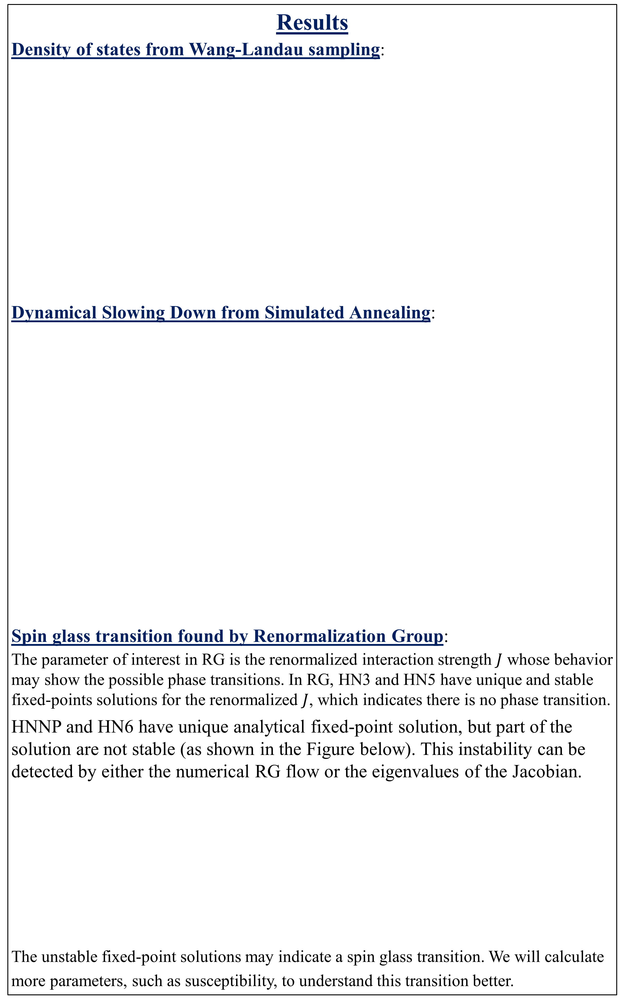 Results
Density of states from Wang-Landau sampling:
Dynamical Slowing Down from Simulated Annealing:
Spin glass transition found by Renormalization Group:
The parameter of interest in RG is the renormalized interaction strength J whose behavior
may show the possible phase transitions. In RG, HN3 and HN5 have unique and stable
fixed-points solutions for the renormalized J, which indicates there is no phase transition.
HNNP and HN6 have unique analytical fixed-point solution, but part of the
solution are not stable (as shown in the Figure below). This instability can be
detected by either the numerical RG flow or the eigenvalues of the Jacobian.
The unstable fixed-point solutions may indicate a spin glass transition. We will calculate
more parameters, such as susceptibility, to understand this transition better.